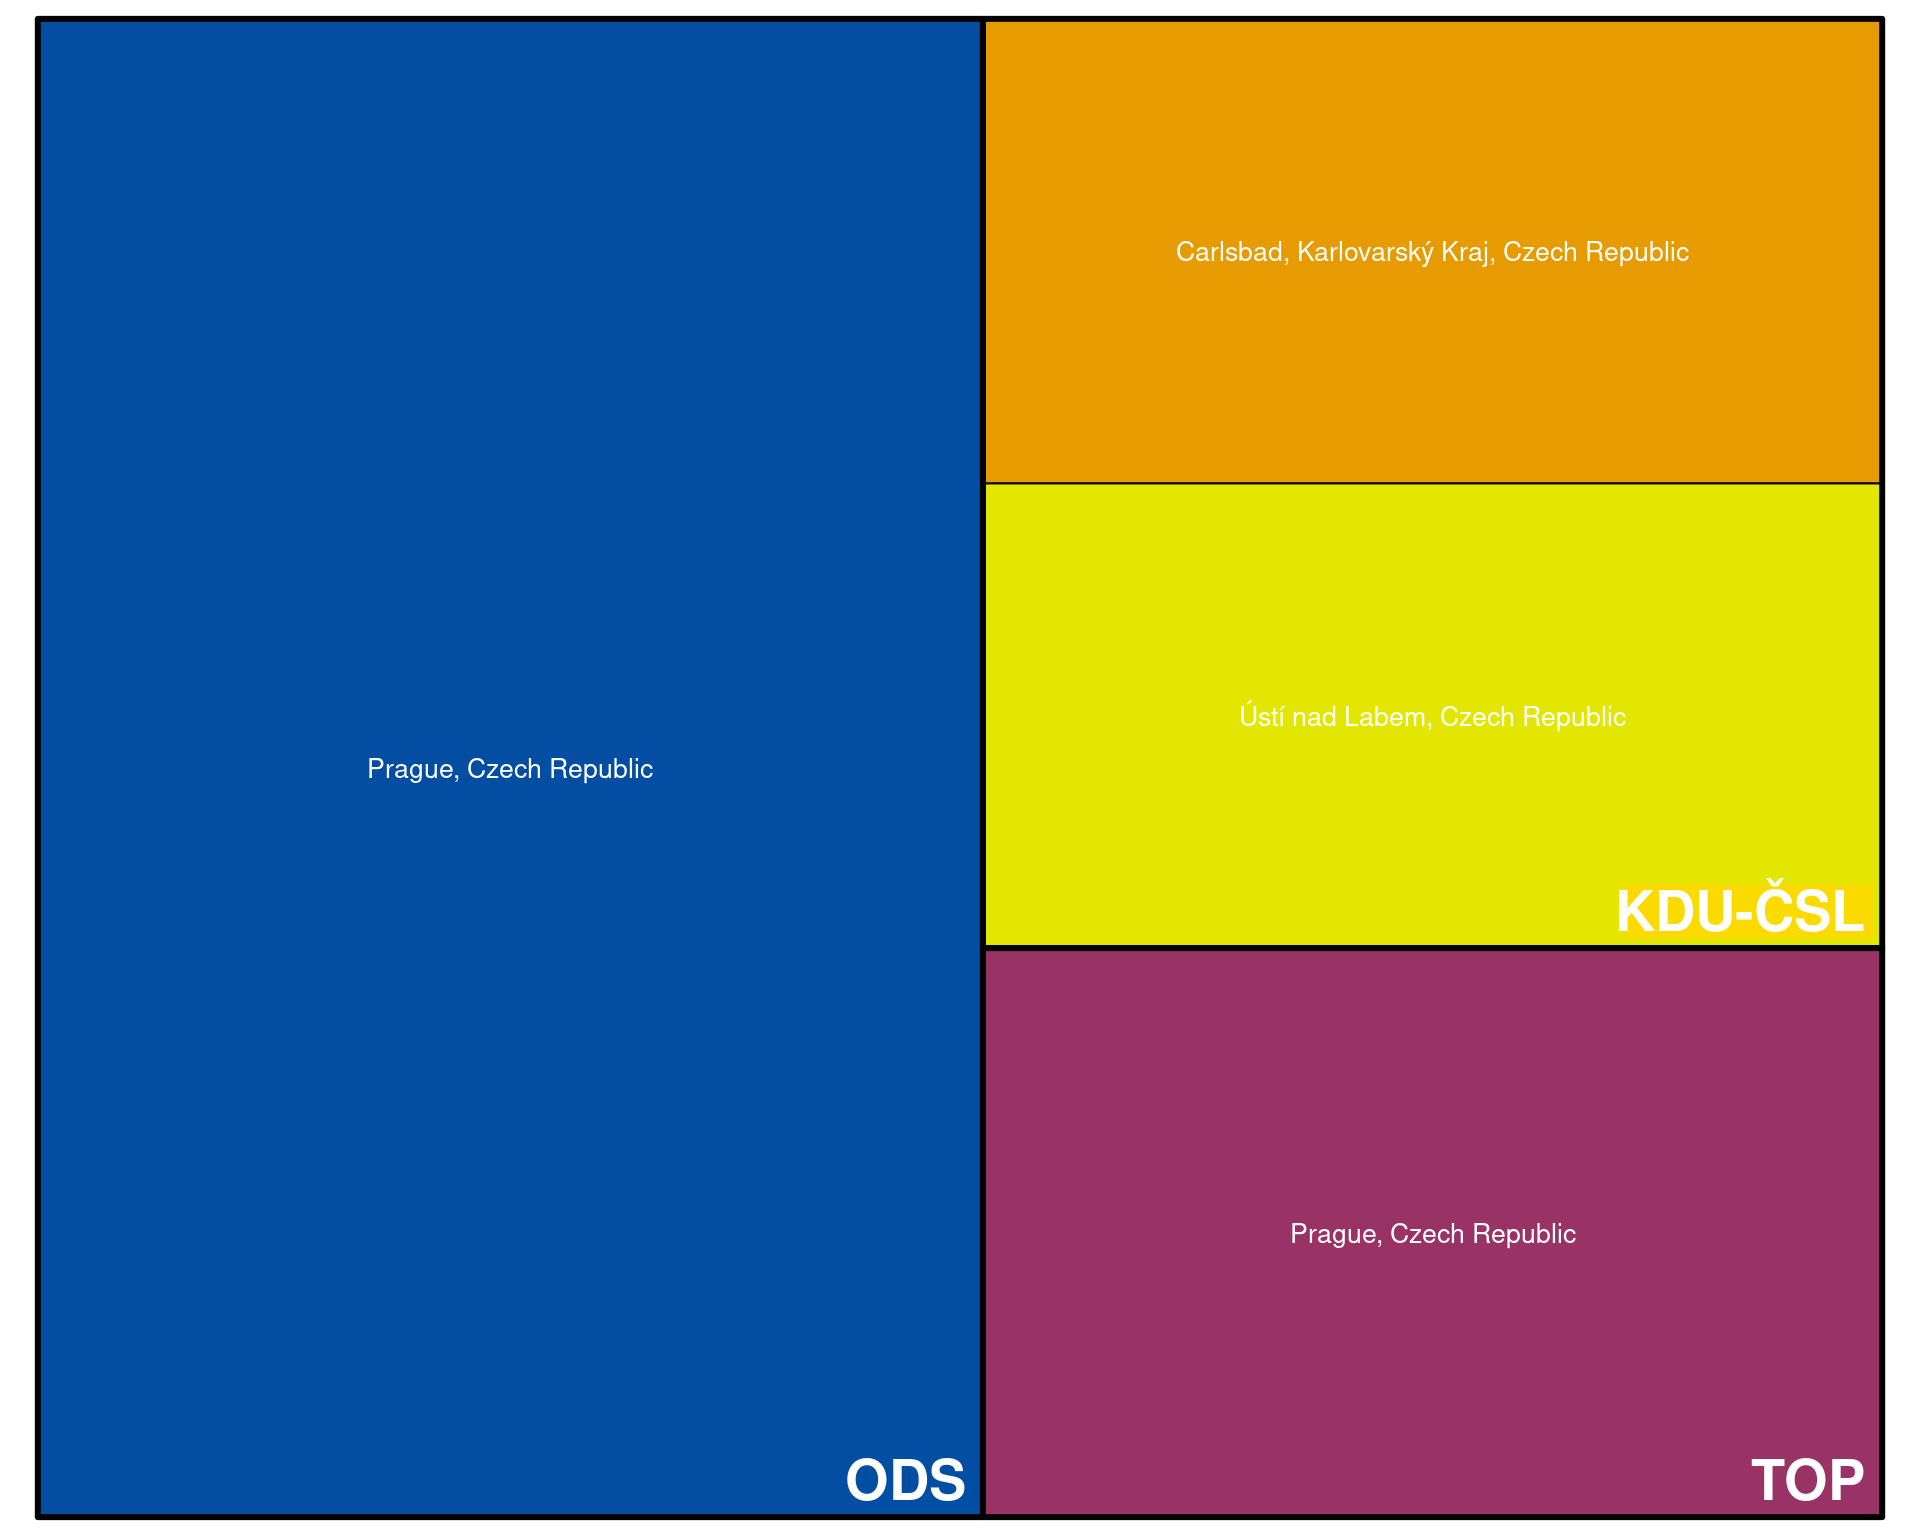 Prague, Czech Republic
ODS
Carlsbad, Karlovarský Kraj, Czech Republic
Ústí nad Labem, Czech Republic
KDU-ČSL
Prague, Czech Republic
TOP